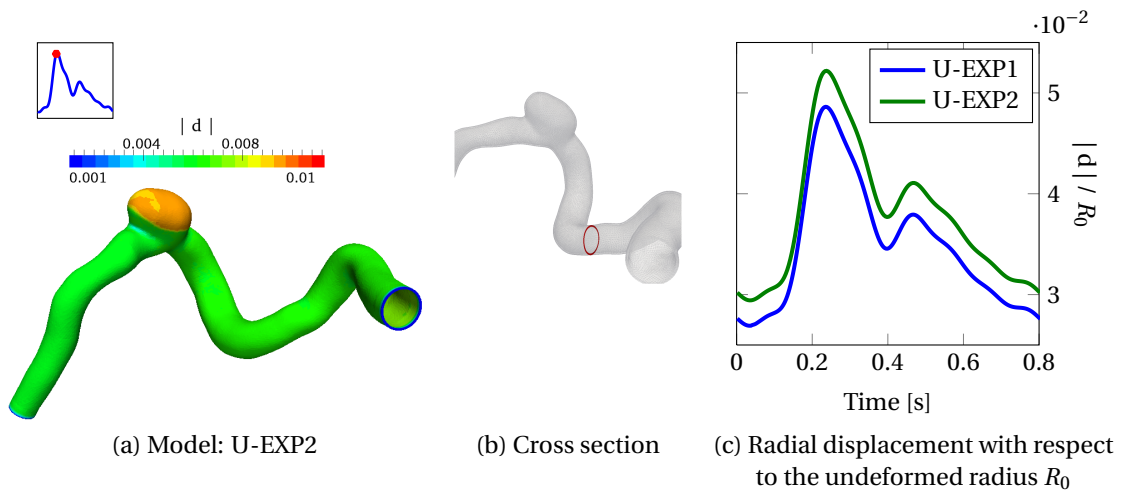 | d |
0.004 0.008
0.001 0.01
(a) Model: U-EXP2
(b) Cross section
·10⁻²
U-EXP1
U-EXP2
5
4
3
| d | / R₀
0 0.2 0.4 0.6 0.8
Time [s]
(c) Radial displacement with respect
to the undeformed radius R₀